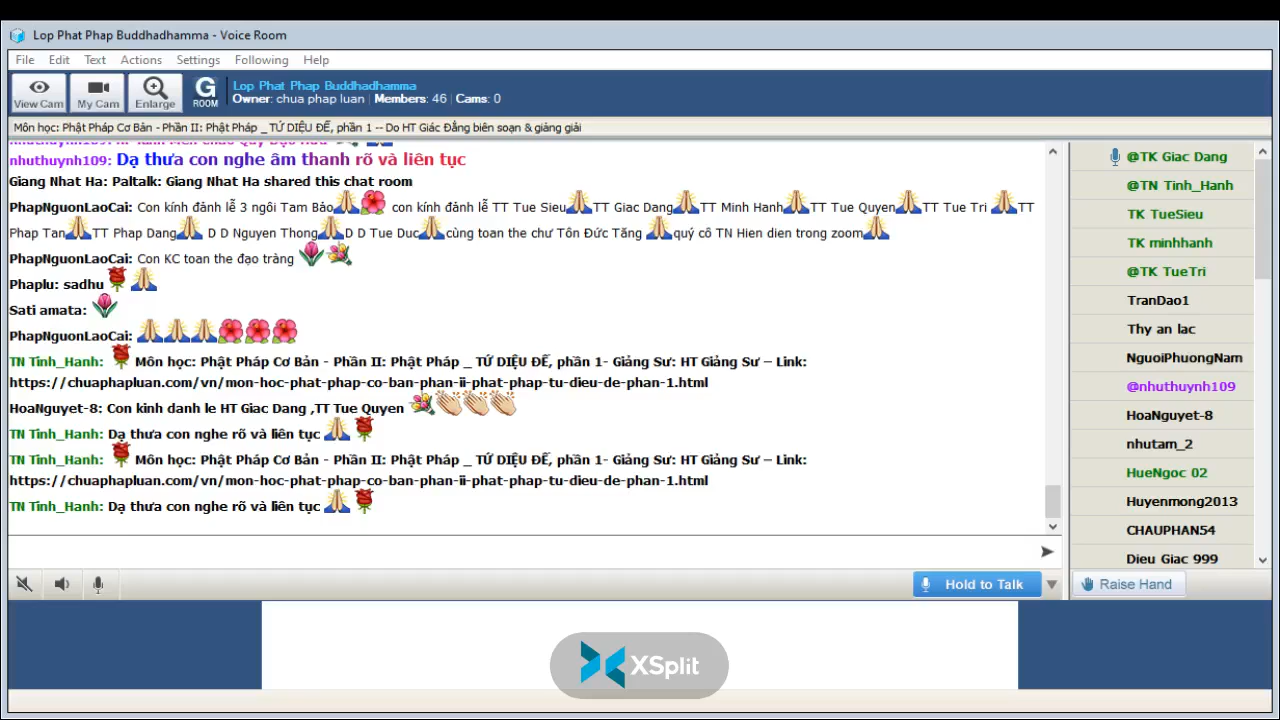 Lop Phat Phap Buddhadhamma - Voice Room
File Edit Text Actions Settings Following Help
View Cam My Cam Enlarge G ROOM
Lop Phat Phap Buddhadhamma
Owner: chua phap luan | Members: 46 | Cams: 0
Môn học: Phật Pháp Cơ Bản - Phần II: Phật Pháp _ TỨ DIỆU ĐẾ, phần 1 -- Do HT Giác Đẳng biên soạn & giảng giải
nhuthuynh109: Dạ thưa con nghe âm thanh rõ và liên tục
Giang Nhat Ha: Paltalk: Giang Nhat Ha shared this chat room
PhapNguonLaoCai: Con kính đảnh lễ 3 ngôi Tam Bảo con kính đảnh lễ TT Tue Sieu TT Giac Dang TT Minh Hanh TT Tue Quyen TT Tue Tri TT
Phap Tan TT Phap Dang D D Nguyen Thong D D Tue Duc cùng toan the chư Tôn Đức Tăng quý cô TN Hien dien trong zoom
PhapNguonLaoCai: Con KC toan the đạo tràng
Phaplu: sadhu
Sati amata:
PhapNguonLaoCai:
TN Tinh_Hanh: Môn học: Phật Pháp Cơ Bản - Phần II: Phật Pháp _ TỨ DIỆU ĐẾ, phần 1- Giảng Sư: HT Giảng Sư – Link:
https://chuaphapluan.com/vn/mon-hoc-phat-phap-co-ban-phan-ii-phat-phap-tu-dieu-de-phan-1.html
HoaNguyet-8: Con kinh danh le HT Giac Dang ,TT Tue Quyen
TN Tinh_Hanh: Dạ thưa con nghe rõ và liên tục
TN Tinh_Hanh: Môn học: Phật Pháp Cơ Bản - Phần II: Phật Pháp _ TỨ DIỆU ĐẾ, phần 1- Giảng Sư: HT Giảng Sư – Link:
https://chuaphapluan.com/vn/mon-hoc-phat-phap-co-ban-phan-ii-phat-phap-tu-dieu-de-phan-1.html
TN Tinh_Hanh: Dạ thưa con nghe rõ và liên tục
@TK Giac Dang
@TN Tinh_Hanh
TK TueSieu
TK minhhanh
@TK TueTri
TranDao1
Thy an lac
NguoiPhuongNam
@nhuthuynh109
HoaNguyet-8
nhutam_2
HueNgoc 02
Huyenmong2013
CHAUPHAN54
Dieu Giac 999
Hold to Talk
Raise Hand
XSplit